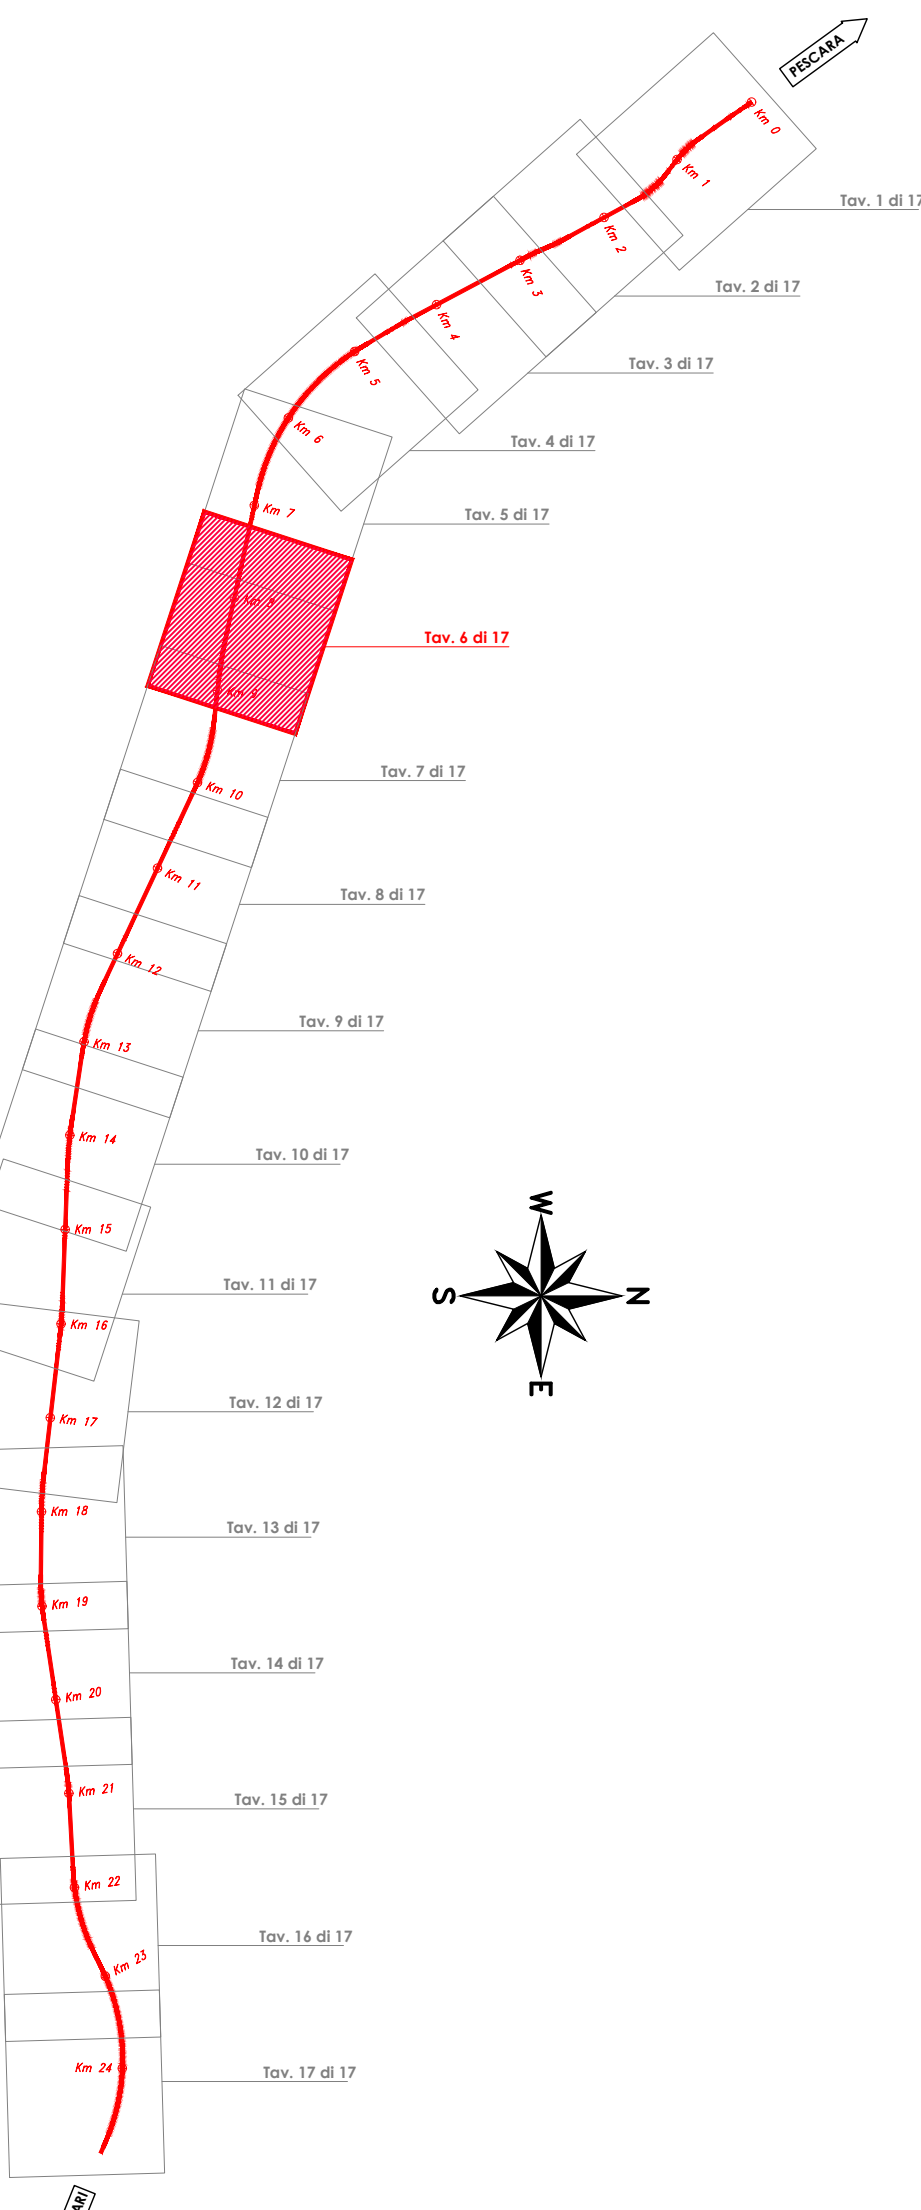 PESCARA
Km 0
Km 1
Tav. 1 di 17
Km 2
Tav. 2 di 17
Km 3
Km 4
Tav. 3 di 17
Km 5
Km 6
Tav. 4 di 17
Km 7
Tav. 5 di 17
Km 8
Tav. 6 di 17
Km 9
Tav. 7 di 17
Km 10
Km 11
Tav. 8 di 17
Km 12
Tav. 9 di 17
Km 13
Km 14
Tav. 10 di 17
W
Km 15
Tav. 11 di 17
S
N
Km 16
E
Tav. 12 di 17
Km 17
Km 18
Tav. 13 di 17
Km 19
Tav. 14 di 17
Km 20
Km 21
Tav. 15 di 17
Km 22
Tav. 16 di 17
Km 23
Km 24
Tav. 17 di 17
ARI